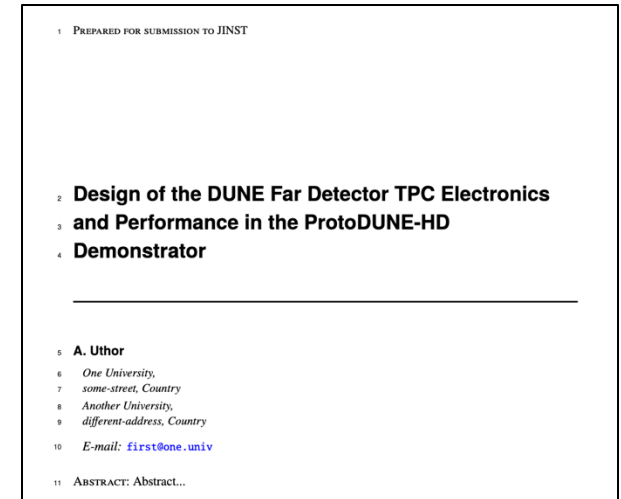 1 PREPARED FOR SUBMISSION TO JINST
2 Design of the DUNE Far Detector TPC Electronics
3 and Performance in the ProtoDUNE-HD
4 Demonstrator
5 A. Uthor
6 One University,
7 some-street, Country
8 Another University,
9 different-address, Country
10 E-mail: first@one.univ
11 ABSTRACT: Abstract...